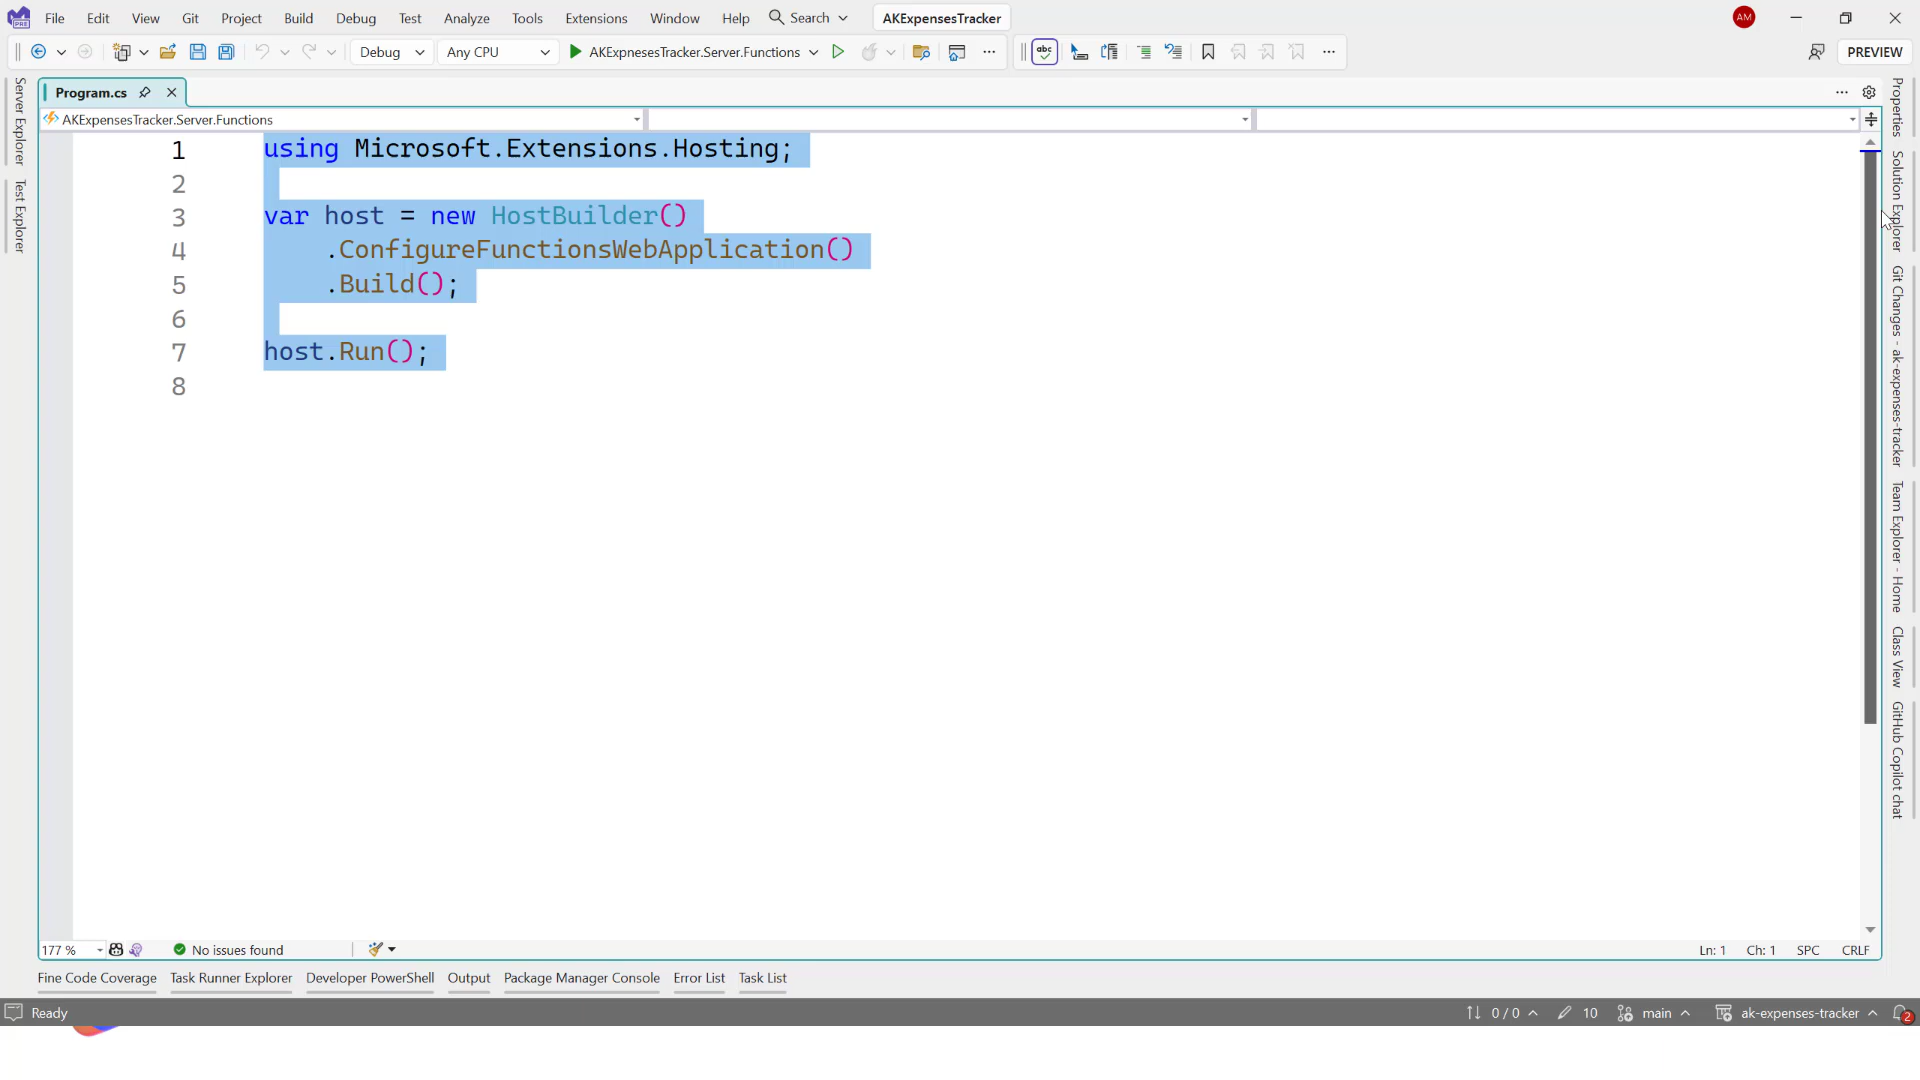 File Edit View Git Project Build Debug Test Analyze Tools Extensions Window Help Search AKExpensesTracker AM
Debug Any CPU AKExpnesesTracker.Server.Functions abc PREVIEW
Program.cs
AKExpensesTracker.Server.Functions
1 using Microsoft.Extensions.Hosting;
2
3 var host = new HostBuilder()
4 .ConfigureFunctionsWebApplication()
5 .Build();
6
7 host.Run();
8
Server Explorer
Test Explorer
Properties
Solution Explorer
Git Changes - ak-expenses-tracker
Team Explorer - Home
Class View
GitHub Copilot chat
177 % No issues found Ln: 1 Ch: 1 SPC CRLF
Fine Code Coverage Task Runner Explorer Developer PowerShell Output Package Manager Console Error List Task List
Ready 0 / 0 10 main ak-expenses-tracker 2